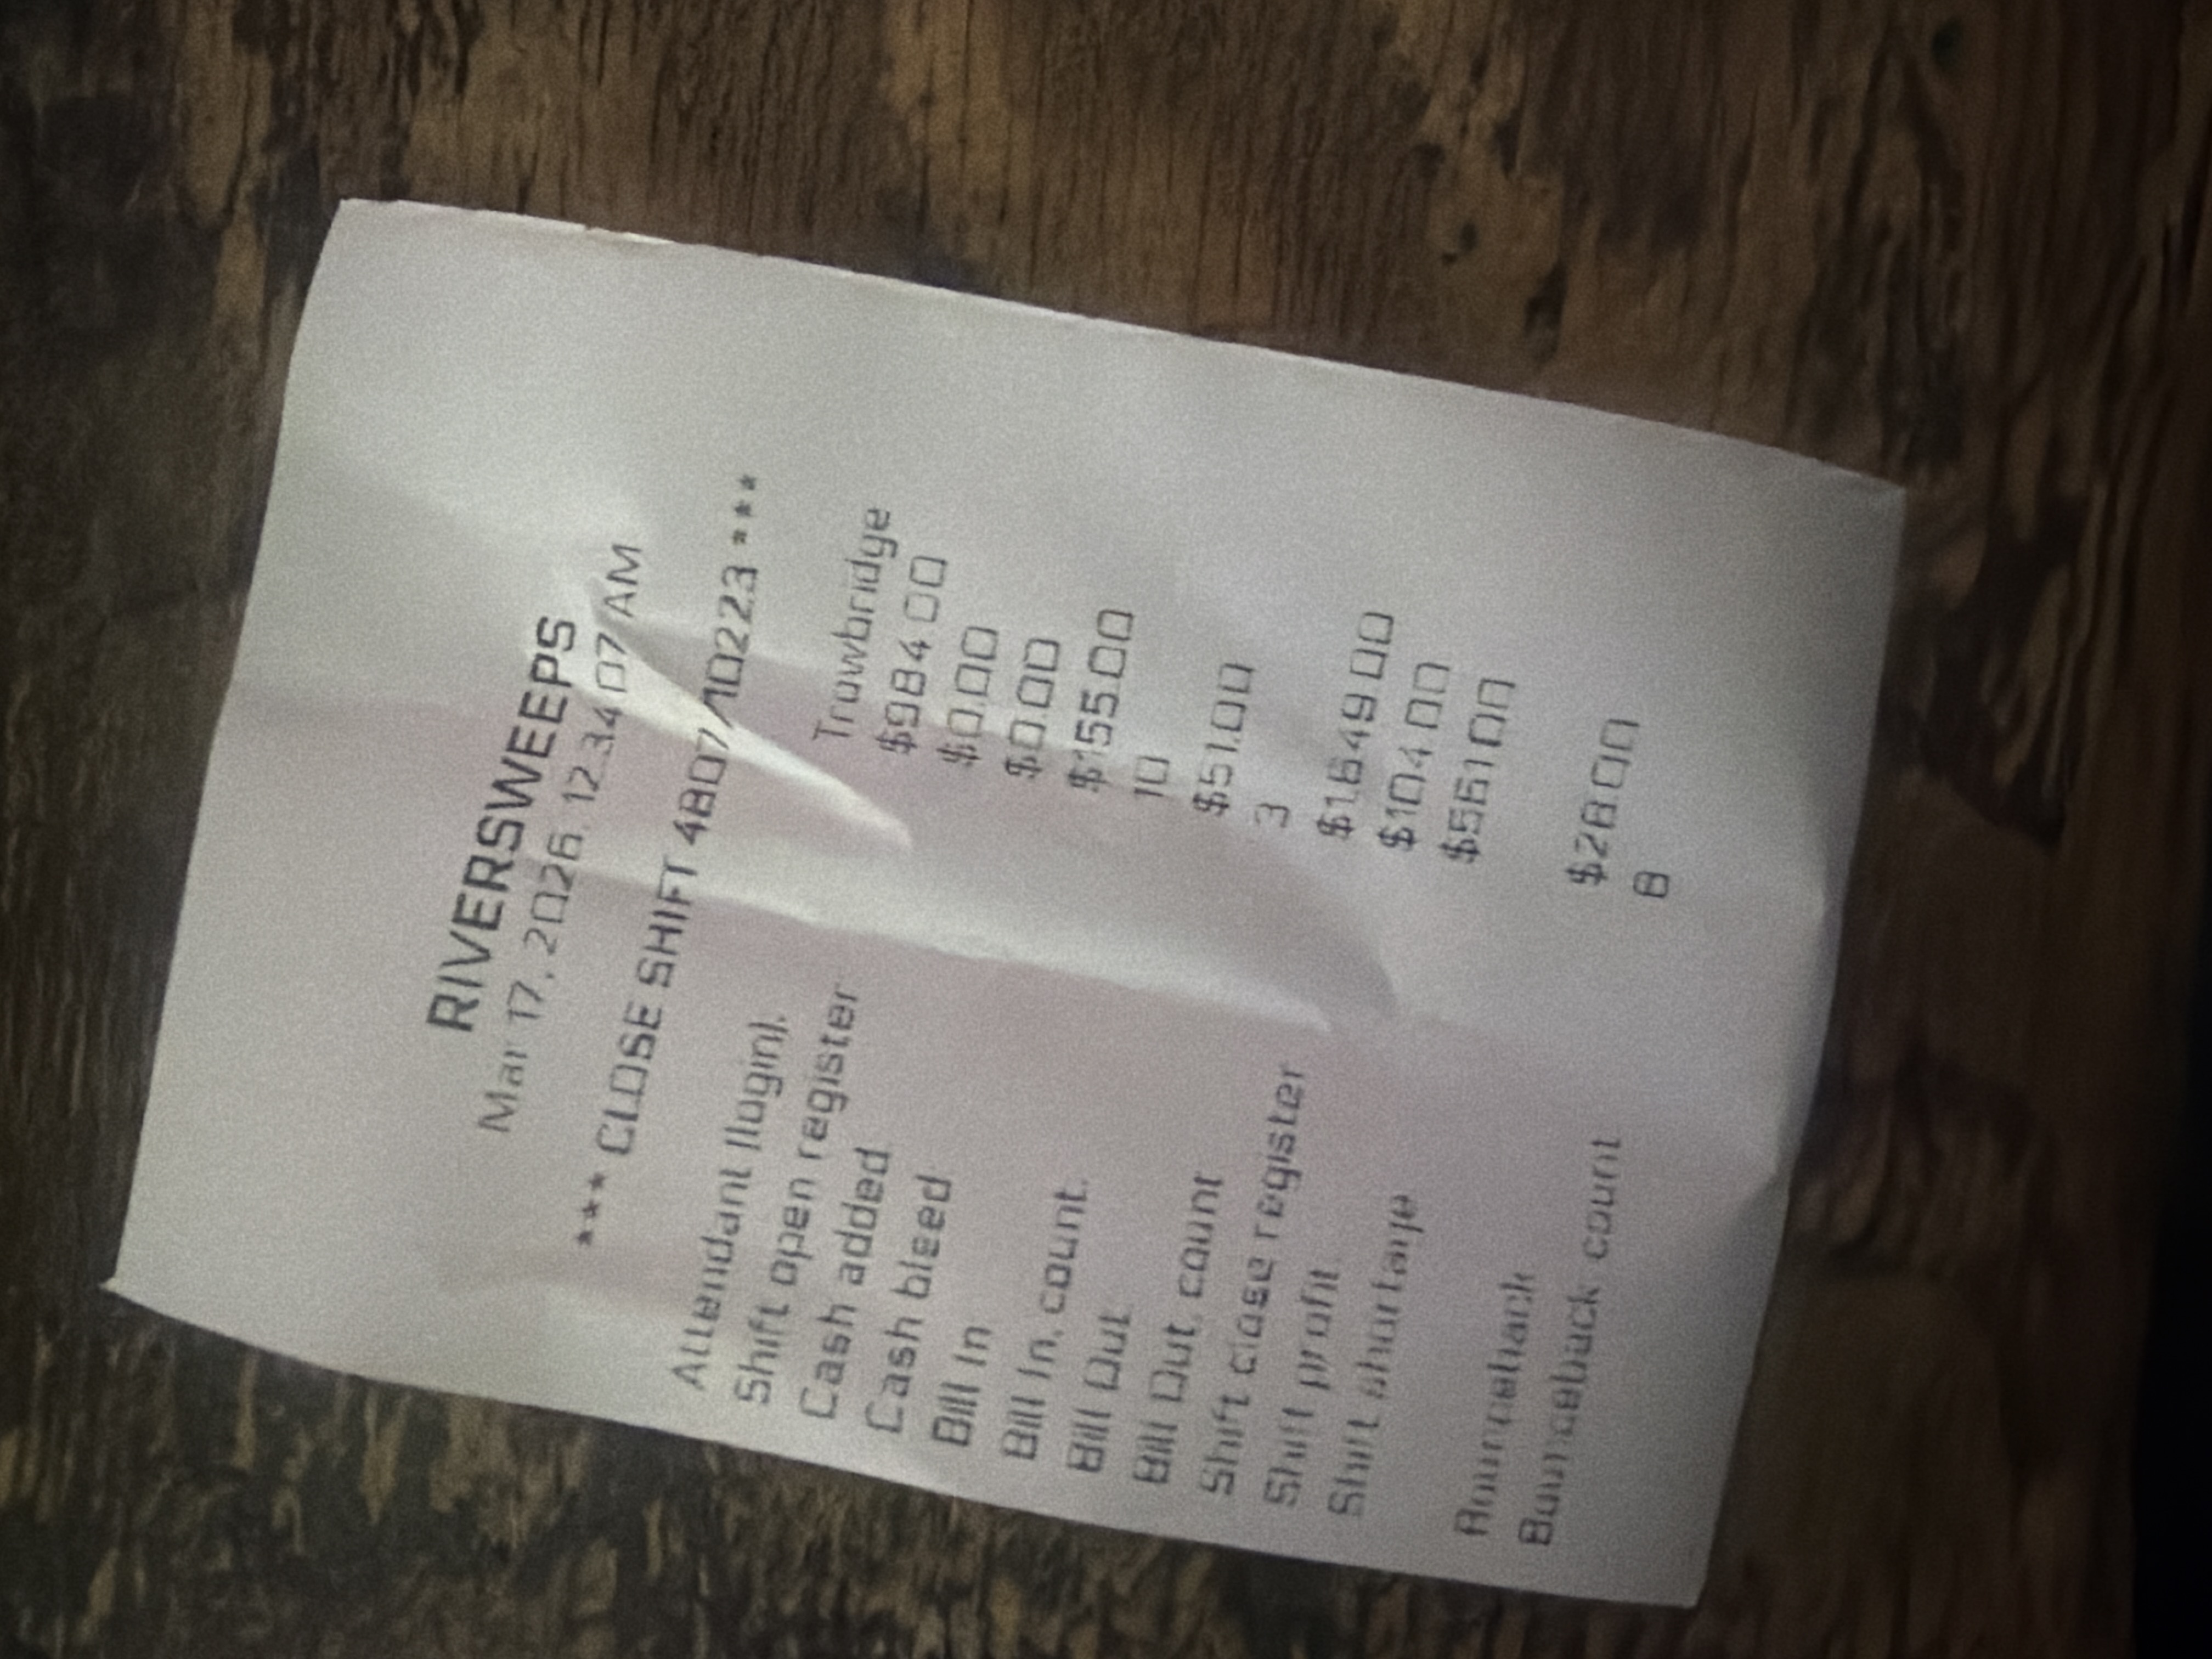 RIVERSWEEPS
Mar 17, 2026, 12:34:07 AM
**** CLOSE SHIFT 4807/10223 ****
Attendant (login): Trowbridge
Shift open register $984.00
Cash added $0.00
Cash bleed $0.00
Bill In $155.00
Bill In, count. 10
Bill Out $51.00
Bill Out, count 3
Shift close register $1649.00
Shift profit $104.00
Shift shortage $561.00
Bounceback $28.00
Bounceback count 8